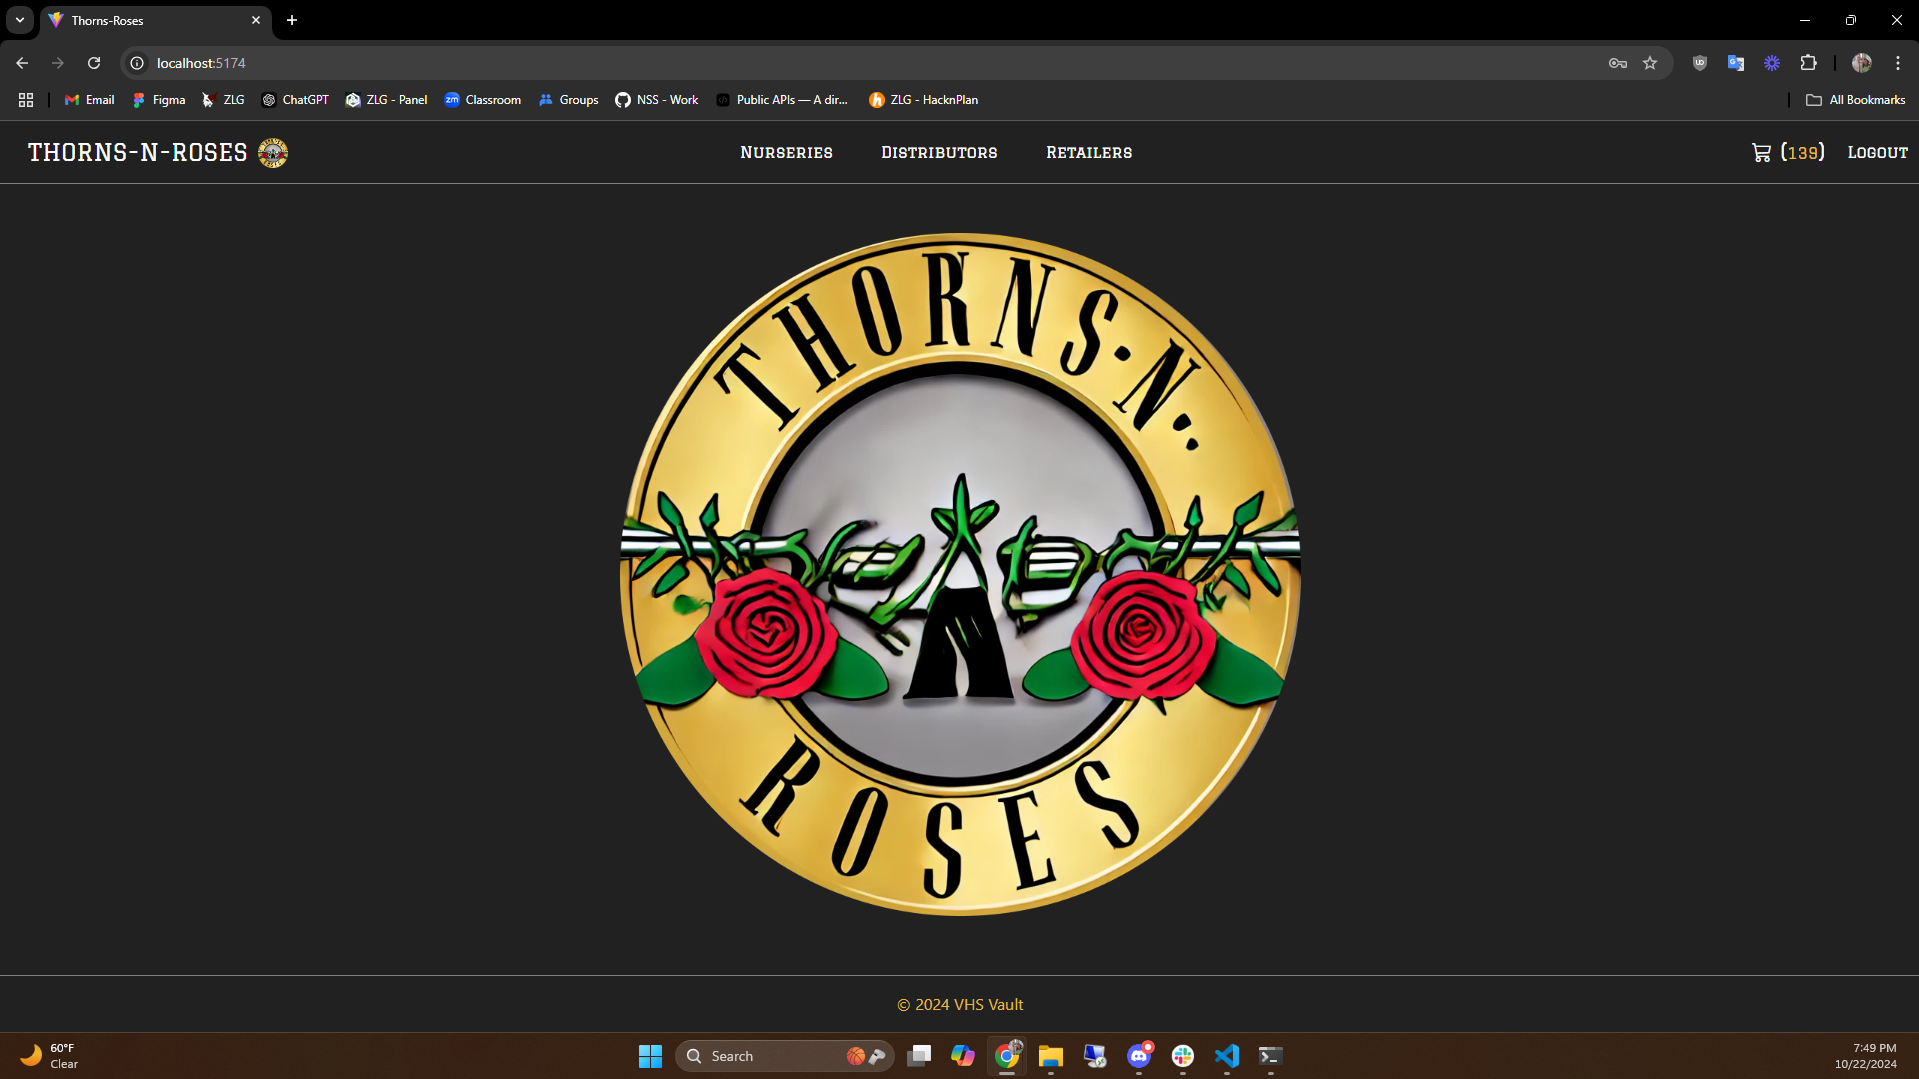 Thorns-Roses
localhost:5174
Email Figma ZLG ChatGPT ZLG - Panel Classroom Groups NSS - Work Public APIs — A dir... ZLG - HacknPlan All Bookmarks
THORNS-N-ROSES Nurseries Distributors Retailers (139) Logout
THORNS·N·
ROSES
© 2024 VHS Vault
60°F
Clear
Search
7:49 PM
10/22/2024